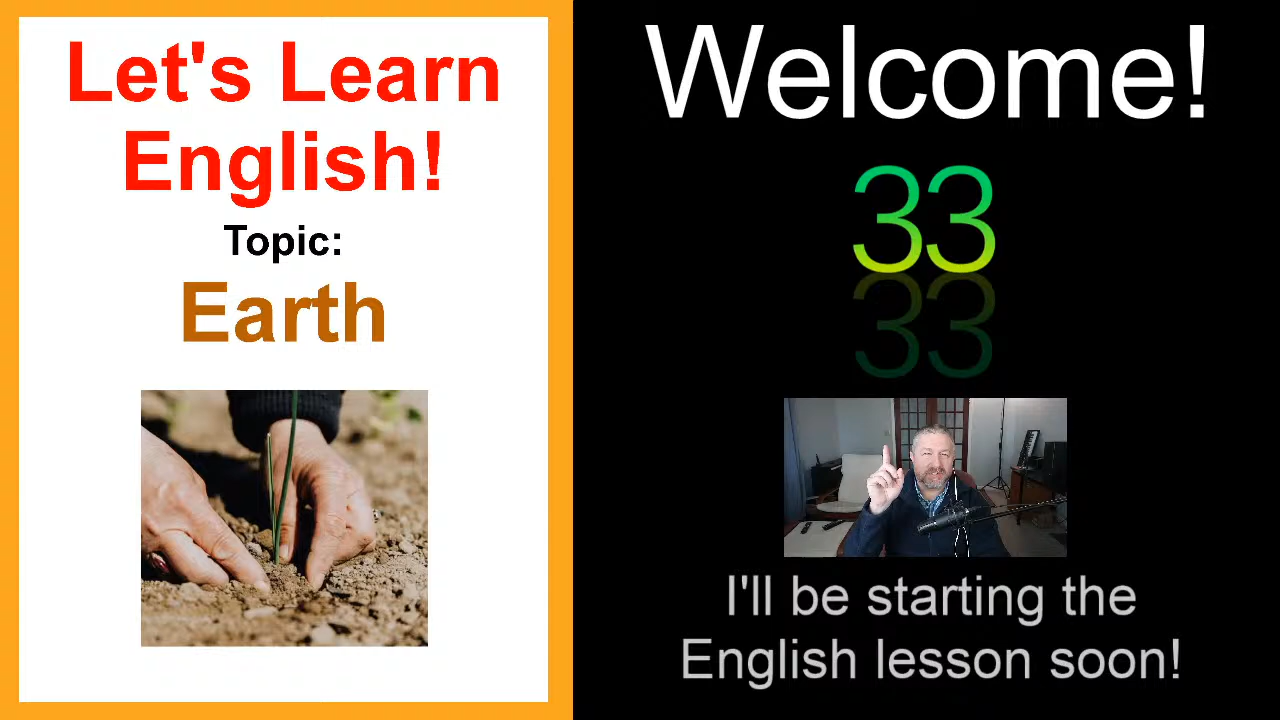 Let's Learn
English!
Topic:
Earth
Welcome!
33
I'll be starting the
English lesson soon!